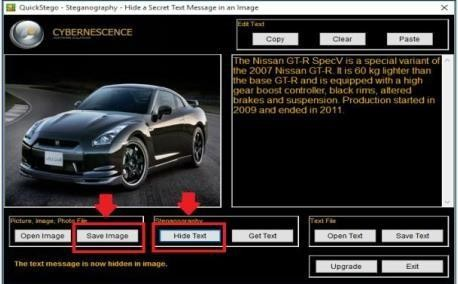 QuickStego - Steganography - Hide a Secret Text Message in an Image
CYBERNESCENCE
Edit Text
Copy
Clear
Paste
The Nissan GT-R SpecV is a special variant of
the 2007 Nissan GT-R. It is 60 kg lighter than
the base GT-R and is equipped with a high
gear boost controller, black rims, altered
brakes and suspension. Production started in
2009 and ended in 2011.
Picture, Image, Photo File
Open Image
Save Image
Steganography
Hide Text
Get Text
Text File
Open Text
Save Text
The text message is now hidden in image.
Upgrade
Exit